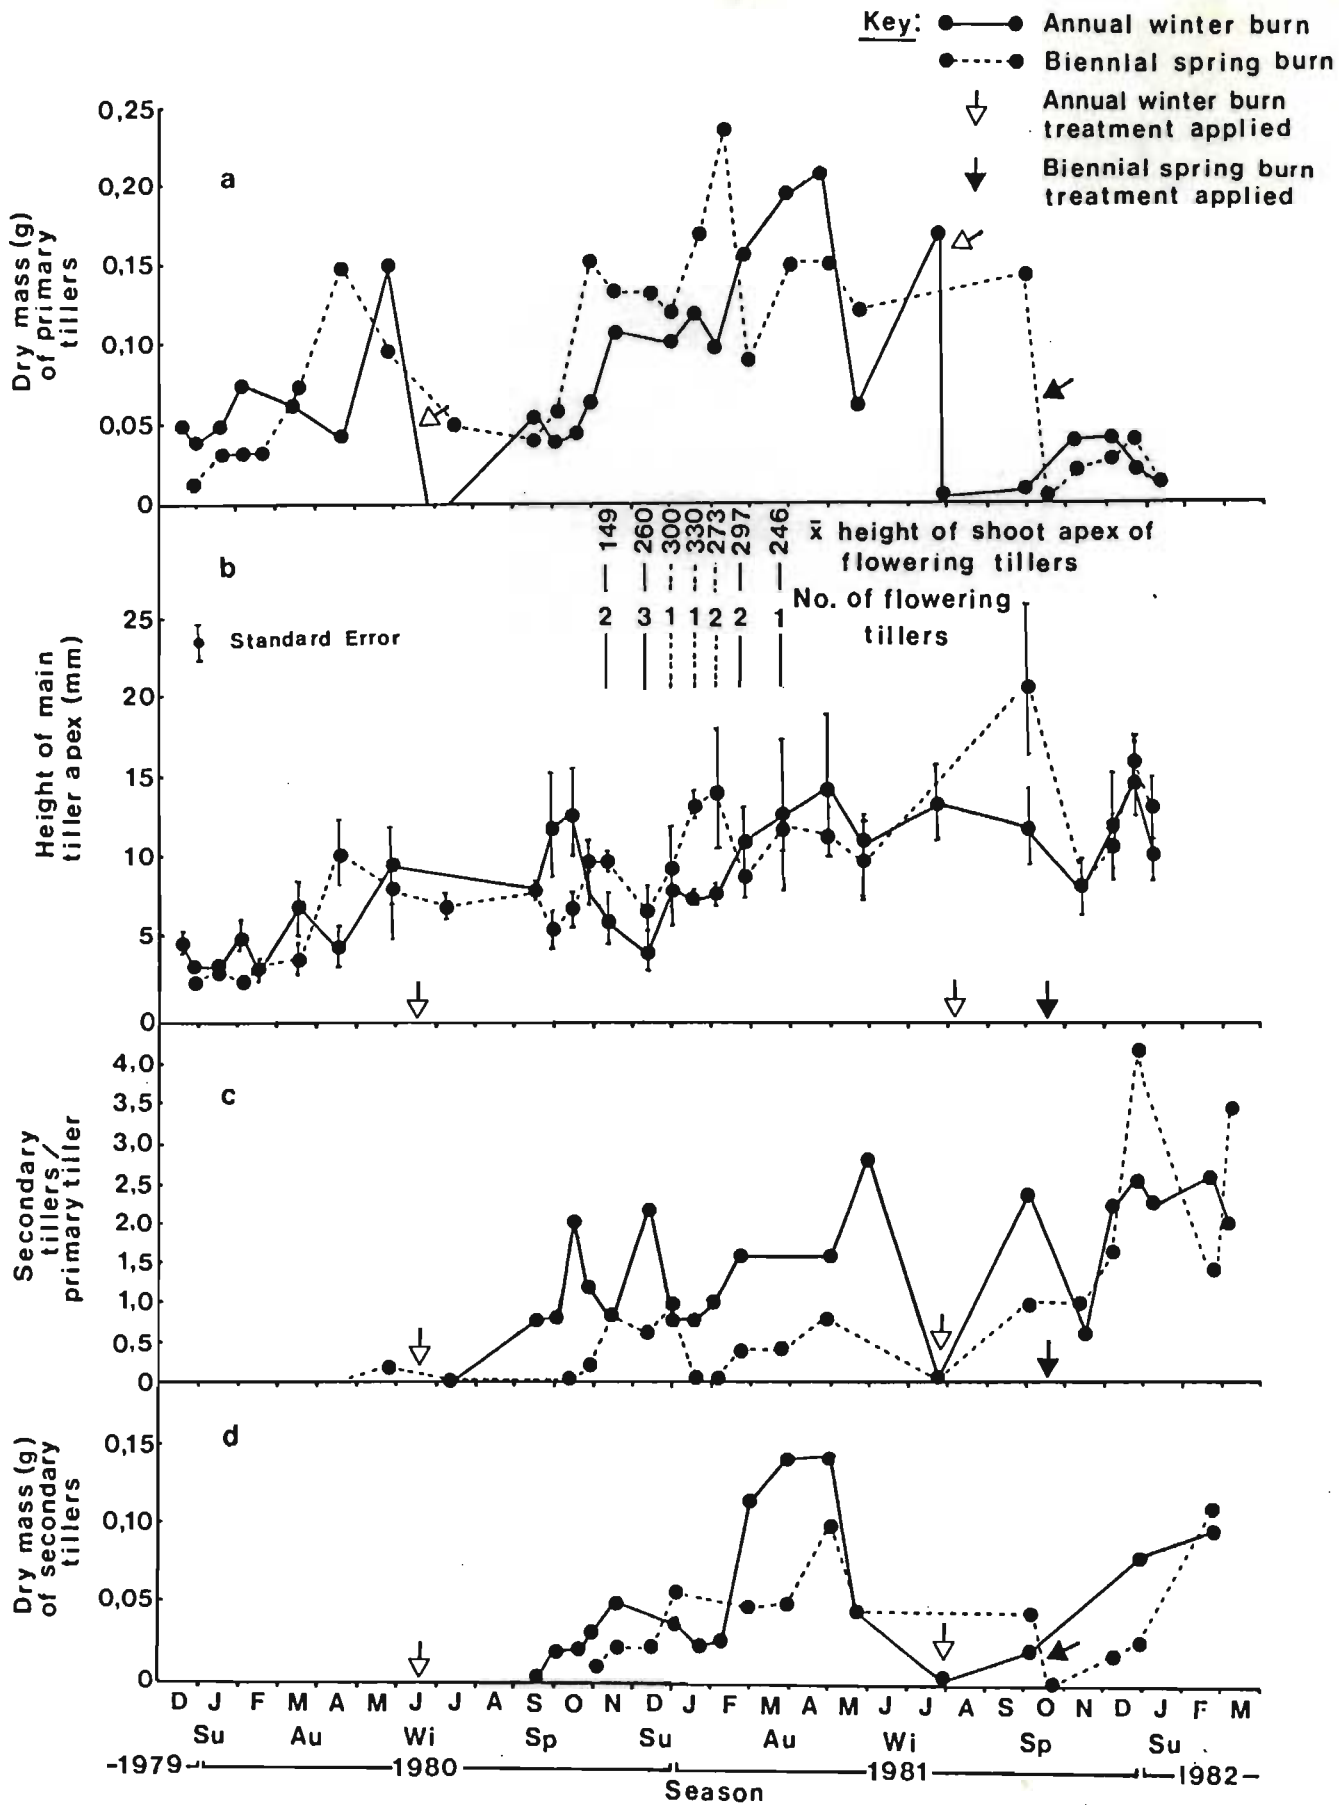 Key: Annual winter burn
Biennial spring burn
Annual winter burn
treatment applied
Biennial spring burn
treatment applied
a
Dry mass (g)
of primary
tillers
0,25
0,20
0,15
0,10
0,05
0
b
149
260
300
330
273
297
246
x̄ height of shoot apex of
flowering tillers
2 3 1 1 2 2 1
No. of flowering
tillers
Standard Error
Height of main
tiller apex (mm)
25
20
15
10
5
0
c
Secondary
tillers/
primary tiller
4,0
3,5
3,0
2,5
2,0
1,5
1,0
0,5
0
d
Dry mass (g)
of secondary
tillers
0,15
0,10
0,05
0
D J F M A M J J A S O N D J F M A M J J A S O N D J F M
Su Au Wi Sp Su Au Wi Sp Su
-1979- 1980 1981 1982-
Season